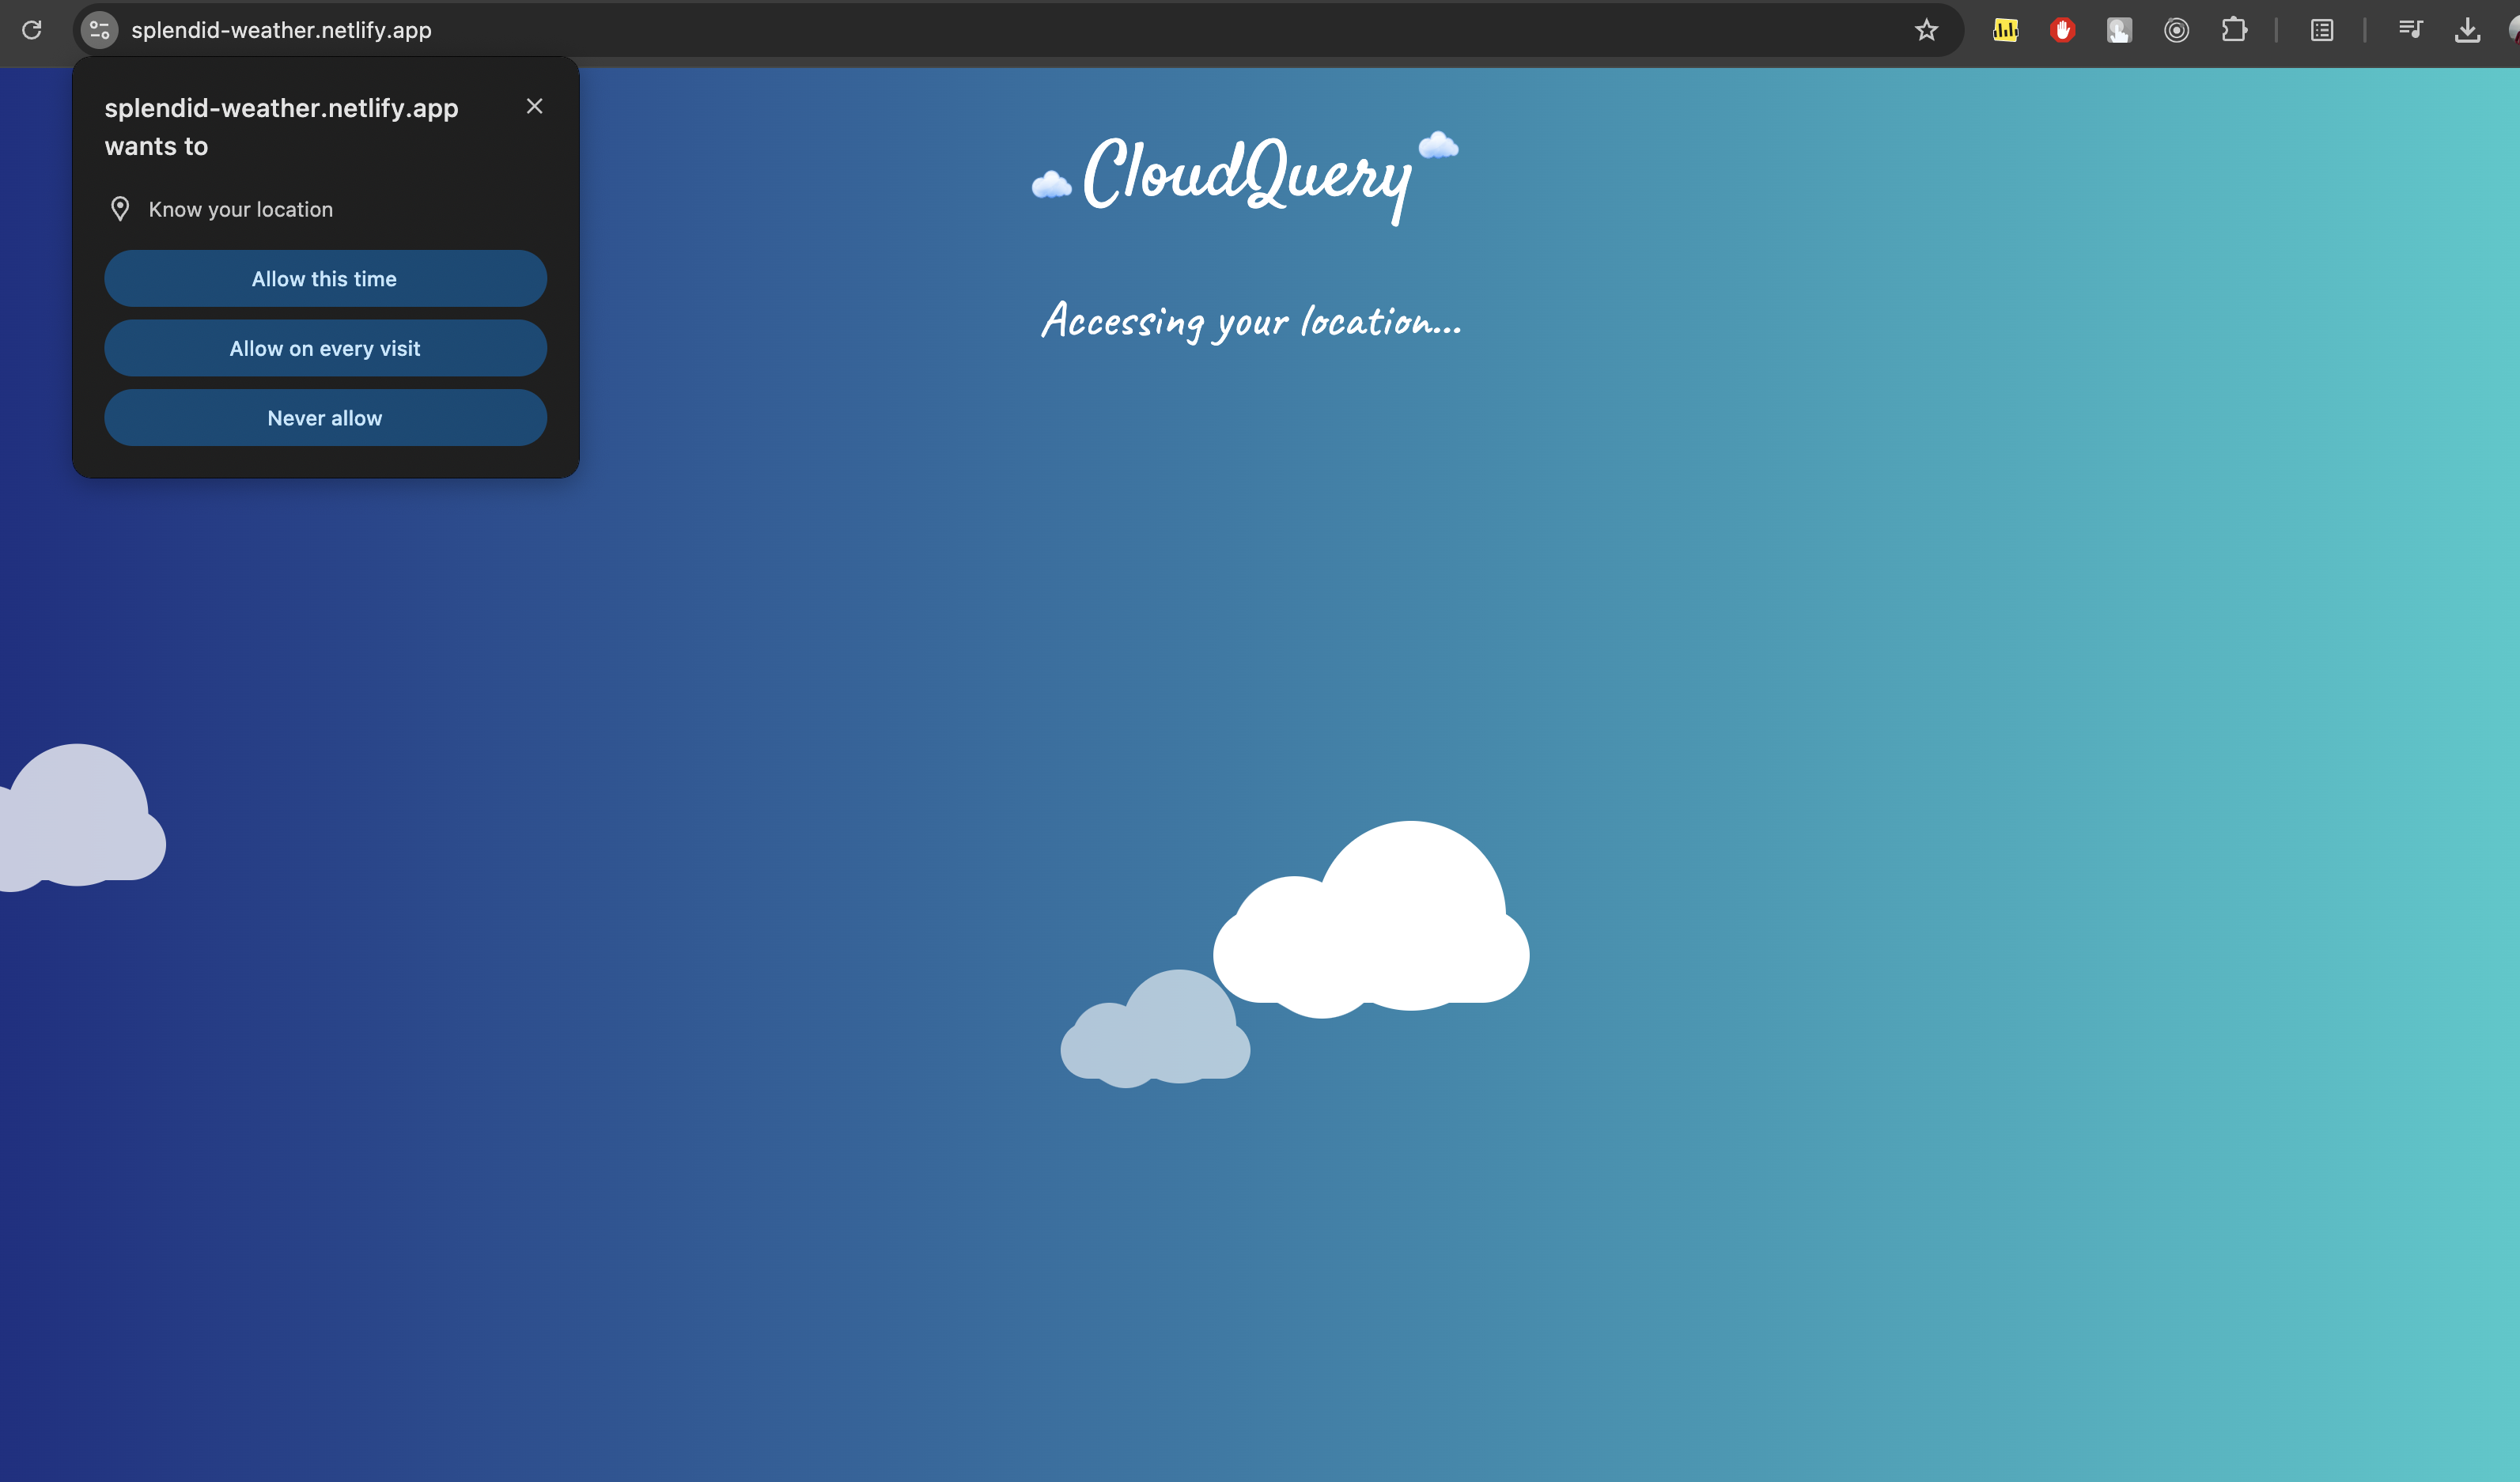 splendid-weather.netlify.app
splendid-weather.netlify.app
wants to
Know your location
Allow this time
Allow on every visit
Never allow
CloudQuery
Accessing your location...